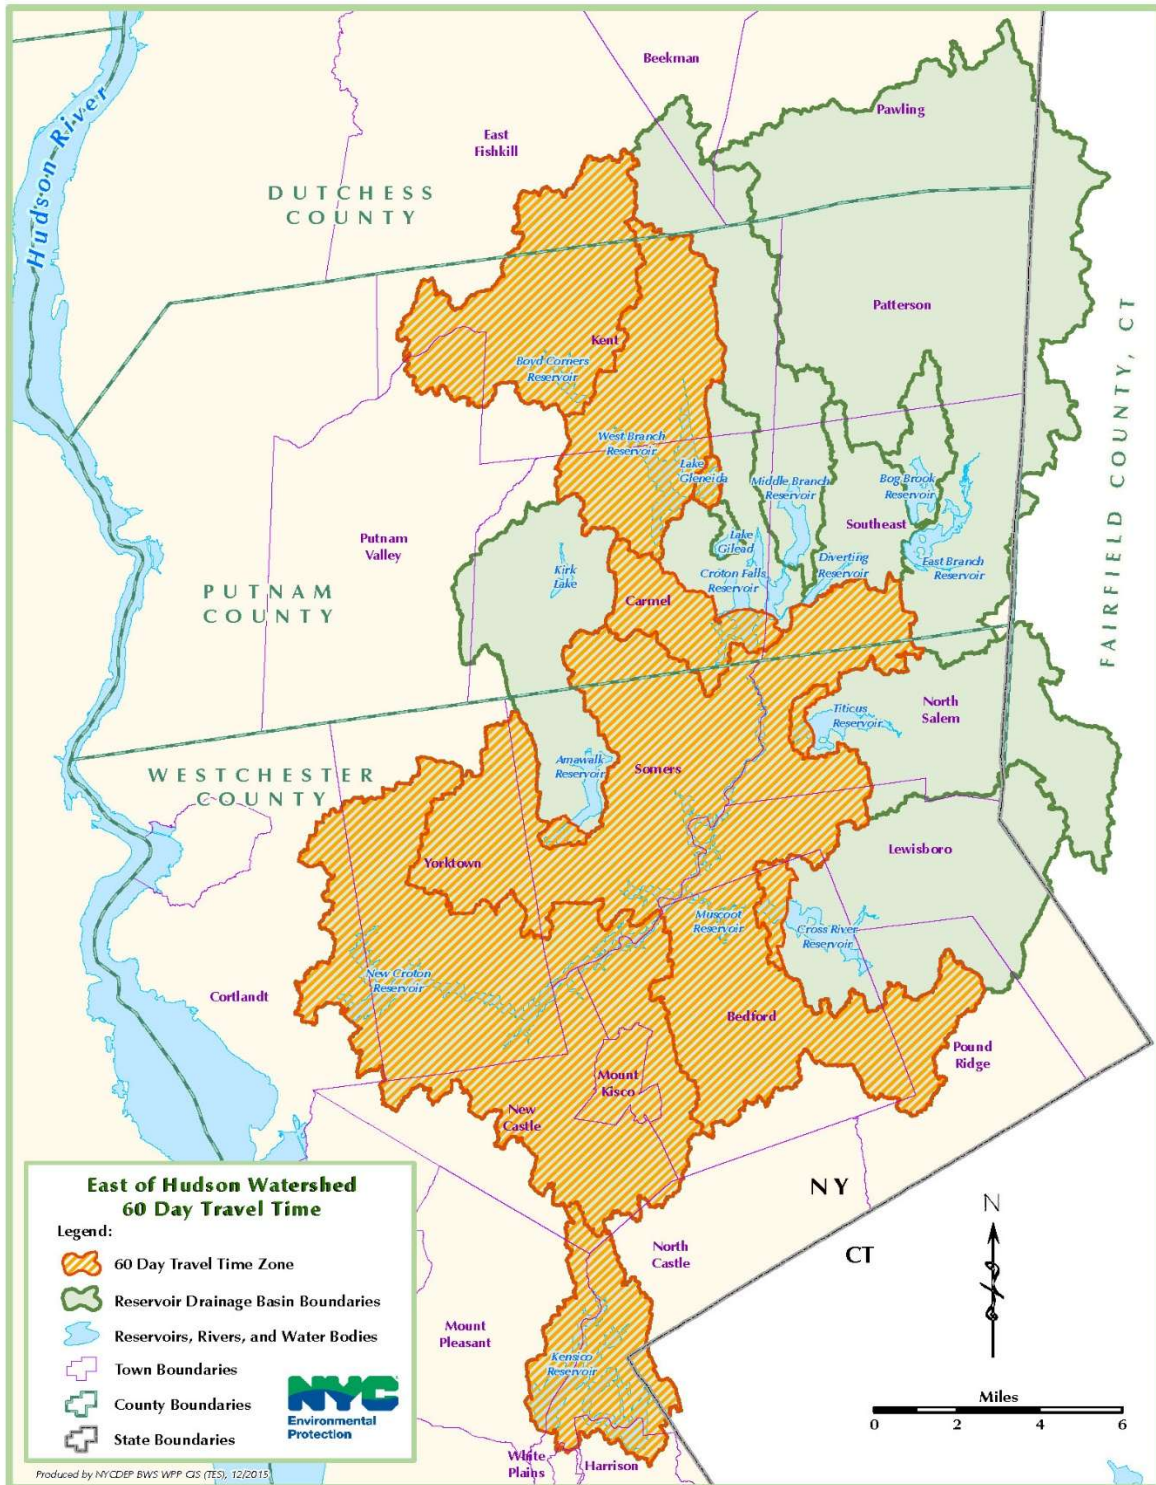 Beekman
Pawling
East
Fishkill
Hudson River
DUTCHESS
COUNTY
Patterson
Kent
Boyd Corners
Reservoir
FAIRFIELD COUNTY, CT
West Branch
Reservoir
Lake
Gleneida
Middle Branch
Reservoir
Bog Brook
Reservoir
Southeast
Putnam
Valley
Lake
Gilead
Kirk
Lake
Croton Falls
Reservoir
Diverting
Reservoir
East Branch
Reservoir
PUTNAM
COUNTY
Carmel
North
Salem
Titicus
Reservoir
WESTCHESTER
COUNTY
Amawalk
Reservoir
Somers
Yorktown
Lewisboro
Muscoot
Reservoir
Cross River
Reservoir
New Croton
Reservoir
Cortlandt
Bedford
Pound
Ridge
Mount
Kisco
New
Castle
NY
CT
N
North
Castle
Mount
Pleasant
Kensico
Reservoir
White
Plains
Harrison
Miles
0 2 4 6
East of Hudson Watershed
60 Day Travel Time
Legend:
60 Day Travel Time Zone
Reservoir Drainage Basin Boundaries
Reservoirs, Rivers, and Water Bodies
Town Boundaries
County Boundaries
State Boundaries
NYC
Environmental
Protection
Produced by NYCDEP BWS WPP GIS (TES), 12/2015